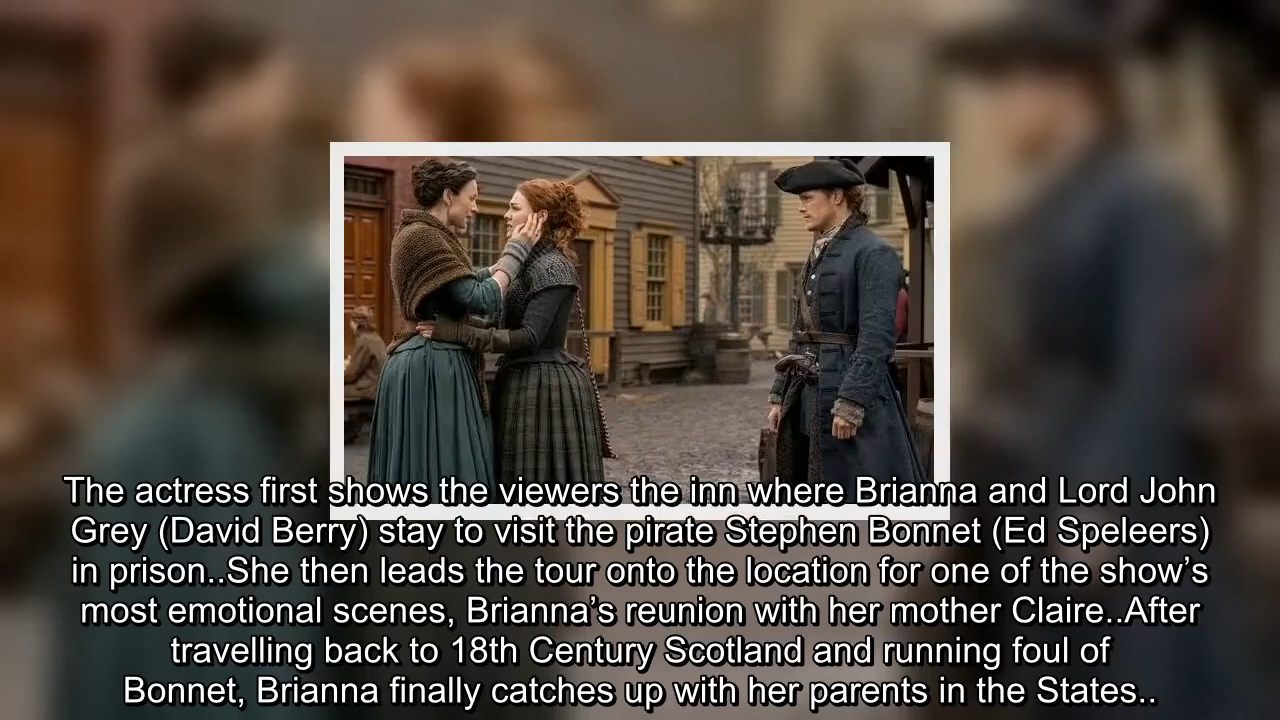 The actress first shows the viewers the inn where Brianna and Lord John
Grey (David Berry) stay to visit the pirate Stephen Bonnet (Ed Speleers)
in prison..She then leads the tour onto the location for one of the show’s
most emotional scenes, Brianna’s reunion with her mother Claire..After
travelling back to 18th Century Scotland and running foul of
Bonnet, Brianna finally catches up with her parents in the States..